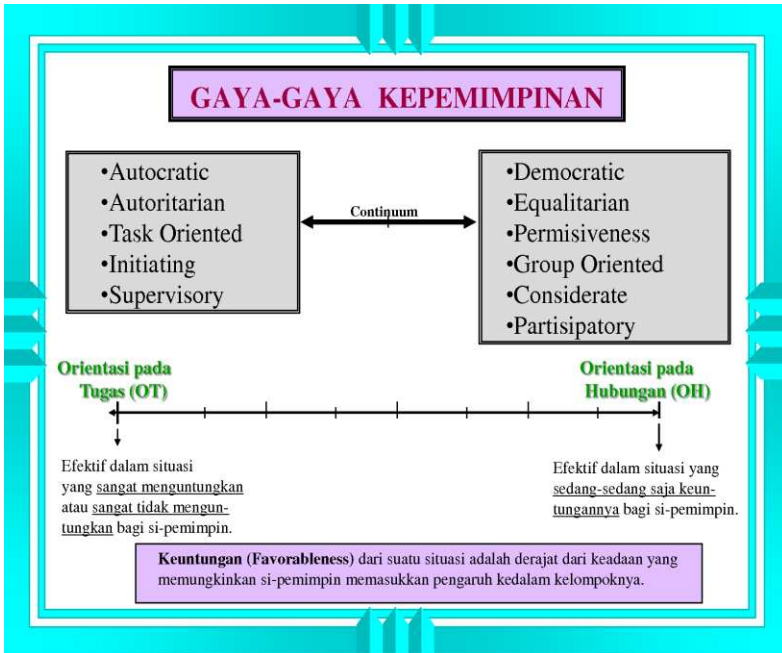 GAYA-GAYA KEPEMIMPINAN
•Autocratic
•Autoritarian
•Task Oriented
•Initiating
•Supervisory
Continuum
•Democratic
•Equalitarian
•Permisiveness
•Group Oriented
•Considerate
•Partisipatory
Orientasi pada
Tugas (OT)
Orientasi pada
Hubungan (OH)
Efektif dalam situasi
yang sangat menguntungkan
atau sangat tidak mengun-
tungkan bagi si-pemimpin.
Efektif dalam situasi yang
sedang-sedang saja keun-
tungannya bagi si-pemimpin.
Keuntungan (Favorableness) dari suatu situasi adalah derajat dari keadaan yang
memungkinkan si-pemimpin memasukkan pengaruh kedalam kelompoknya.